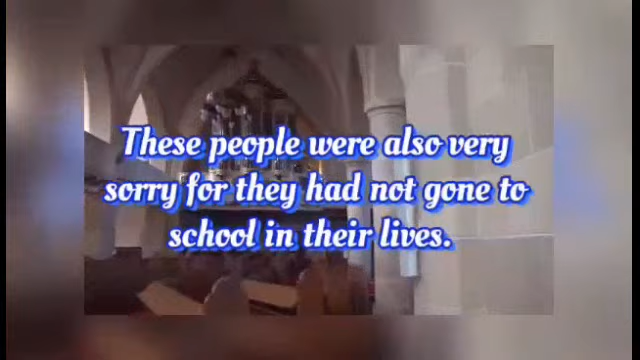 These people were also very
sorry for they had not gone to
school in their lives.